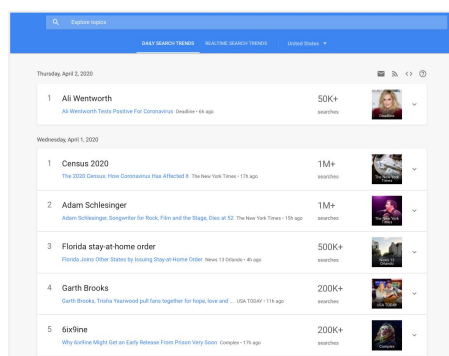 Explore topics
DAILY SEARCH TRENDS REALTIME SEARCH TRENDS United States
Thursday, April 2, 2020
1 Ali Wentworth 50K+
Ali Wentworth Tests Positive For Coronavirus Deadline • 6h ago searches
Deadline
Wednesday, April 1, 2020
1 Census 2020 1M+
The 2020 Census: How Coronavirus Has Affected It The New York Times • 17h ago searches
The New York Times
2 Adam Schlesinger 1M+
Adam Schlesinger, Songwriter for Rock, Film and the Stage, Dies at 52 The New York Times • 15h ago searches
The New York Times
3 Florida stay-at-home order 500K+
Florida Joins Other States by Issuing Stay-at-Home Order News 13 Orlando • 4h ago searches
News 13 Orlando
4 Garth Brooks 200K+
Garth Brooks, Trisha Yearwood pull fans together for hope, love and ... USA TODAY • 11h ago searches
USA TODAY
5 6ix9ine 200K+
Why 6ix9ine Might Get an Early Release From Prison Very Soon Complex • 17h ago searches
Complex